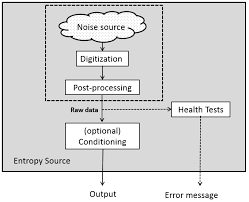 Noise source
Digitization
Post-processing
Raw data
Health Tests
(optional)
Conditioning
Entropy Source
Output
Error message